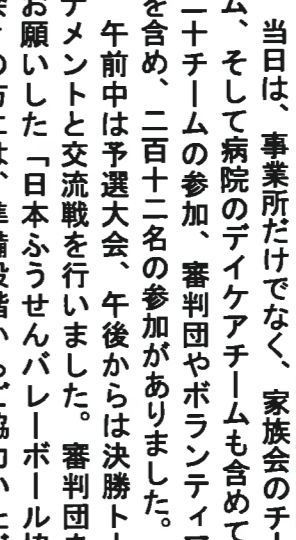 当日は、事業所だけでなく、家族会のチー
ム、そして病院のデイケアチームも含めて
二十チームの参加、審判団やボランティア
を含め、二百十二名の参加がありました。
午前中は予選大会、午後からは決勝トー
ナメントと交流戦を行いました。審判団を
お願いした「日本ふうせんバレーボール協